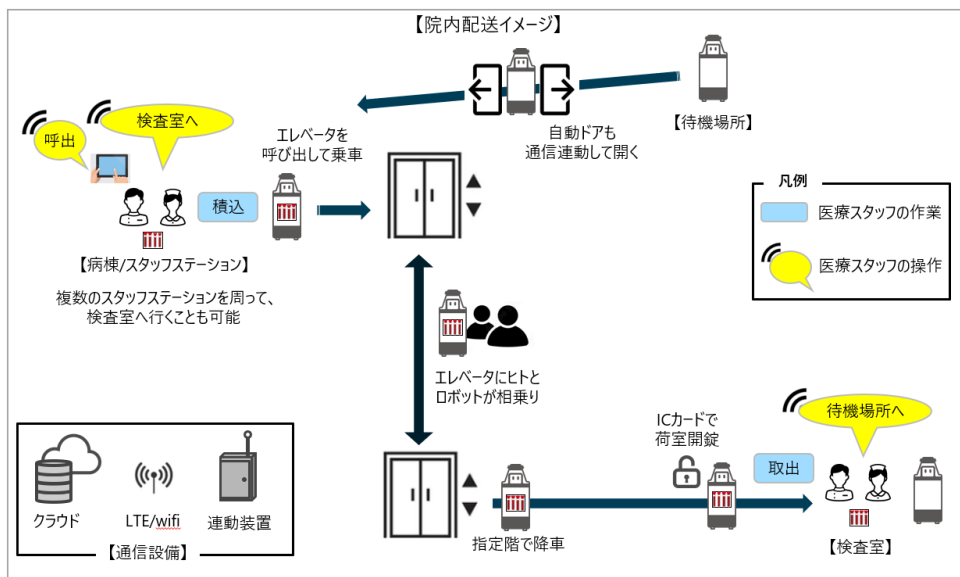 【院内配送イメージ】
【待機場所】
自動ドアも
通信連動して開く
呼出
検査室へ
エレベータを
呼び出して乗車
積込
【病棟/スタッフステーション】
複数のスタッフステーションを周って、
検査室へ行くことも可能
凡例
医療スタッフの作業
医療スタッフの操作
エレベータにヒトと
ロボットが相乗り
指定階で降車
ICカードで
荷室開錠
取出
待機場所へ
【検査室】
クラウド
LTE/wifi
連動装置
【通信設備】